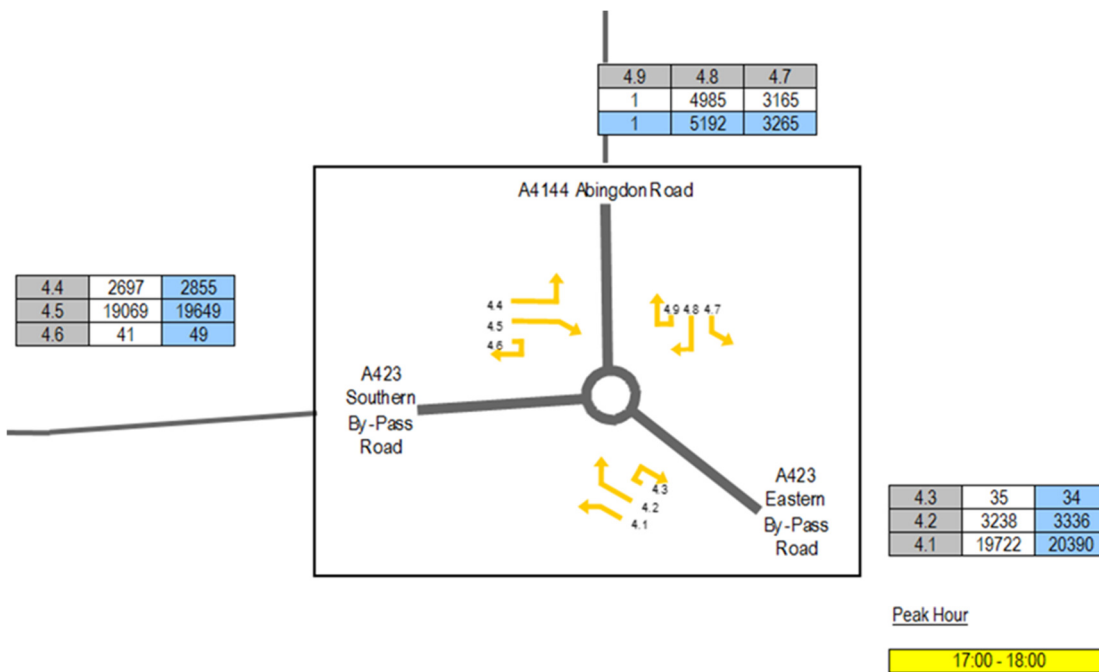 4.9 4.8 4.7
1 4985 3165
1 5192 3265
A4144 Abingdon Road
4.4 2697 2855
4.5 19069 19649
4.6 41 49
4.4
4.5
4.6
4.9 4.8 4.7
A423
Southern
By-Pass
Road
4.3
4.2
4.1
A423
Eastern
By-Pass
Road
4.3 35 34
4.2 3238 3336
4.1 19722 20390
Peak Hour
17:00 - 18:00